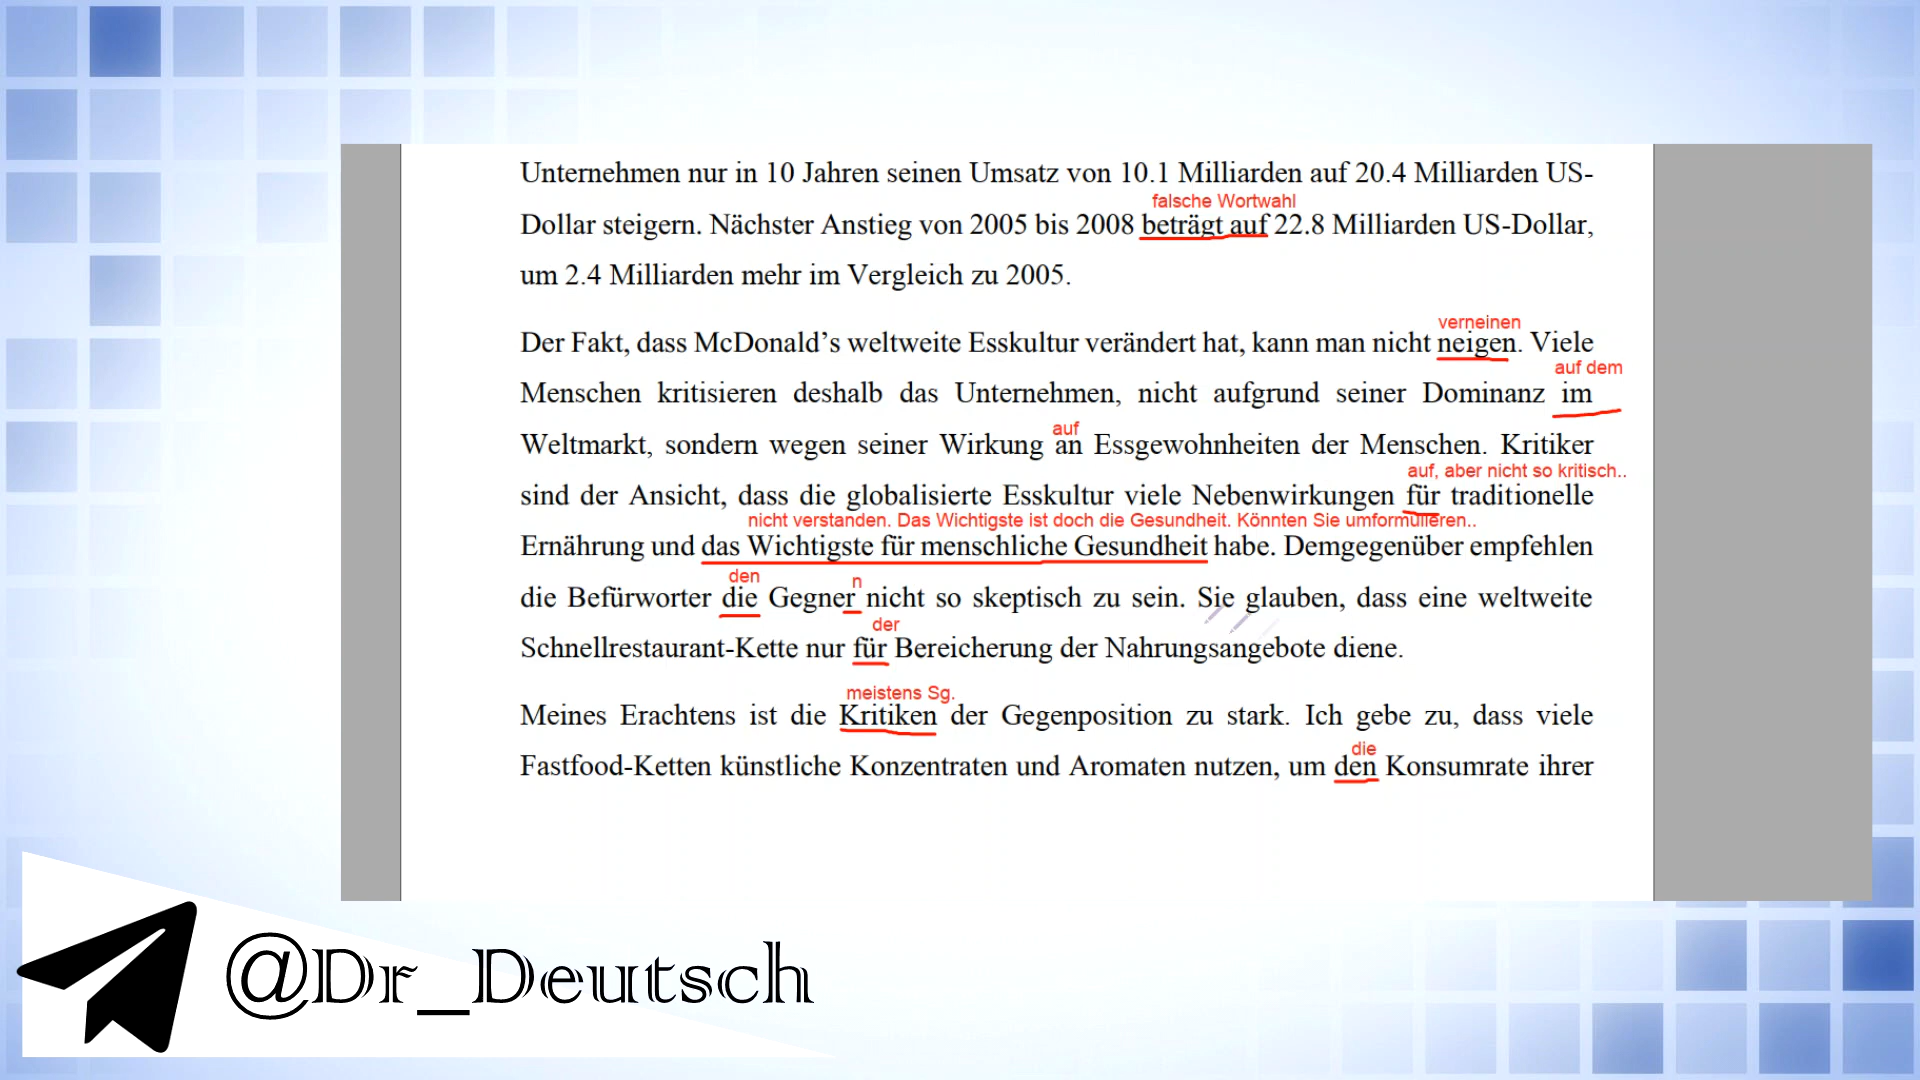 Unternehmen nur in 10 Jahren seinen Umsatz von 10.1 Milliarden auf 20.4 Milliarden US-
falsche Wortwahl
Dollar steigern. Nächster Anstieg von 2005 bis 2008 beträgt auf 22.8 Milliarden US-Dollar,
um 2.4 Milliarden mehr im Vergleich zu 2005.
verneinen
Der Fakt, dass McDonald’s weltweite Esskultur verändert hat, kann man nicht neigen. Viele
auf dem
Menschen kritisieren deshalb das Unternehmen, nicht aufgrund seiner Dominanz im
auf
Weltmarkt, sondern wegen seiner Wirkung an Essgewohnheiten der Menschen. Kritiker
auf, aber nicht so kritisch..
sind der Ansicht, dass die globalisierte Esskultur viele Nebenwirkungen für traditionelle
nicht verstanden. Das Wichtigste ist doch die Gesundheit. Könnten Sie umformulieren..
Ernährung und das Wichtigste für menschliche Gesundheit habe. Demgegenüber empfehlen
den n
die Befürworter die Gegner nicht so skeptisch zu sein. Sie glauben, dass eine weltweite
der
Schnellrestaurant-Kette nur für Bereicherung der Nahrungsangebote diene.
meistens Sg.
Meines Erachtens ist die Kritiken der Gegenposition zu stark. Ich gebe zu, dass viele
die
Fastfood-Ketten künstliche Konzentraten und Aromaten nutzen, um den Konsumrate ihrer
@Dr_Deutsch